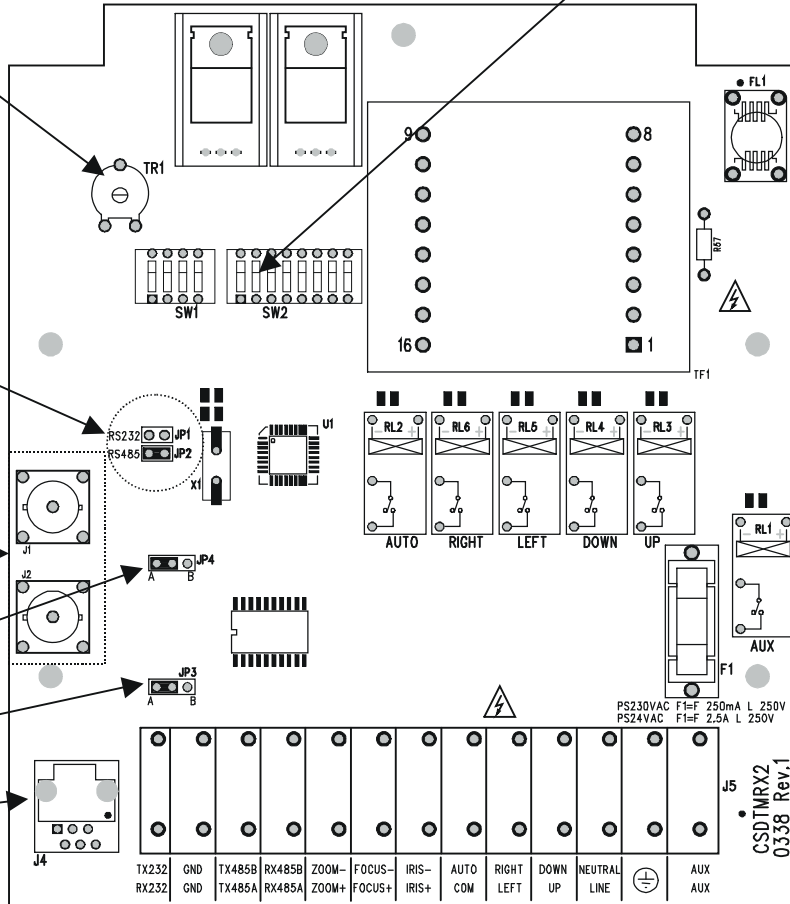 FL1
9 8
TR1
R67
SW1 SW2
16 1
TF1
RS232 JP1
RS485 JP2
U1
X1
RL2 RL6 RL5 RL4 RL3
- + - + - + - + - +
AUTO RIGHT LEFT DOWN UP
RL1
- +
AUX
J1
J2
JP4
A B
JP3
A B
F1
PS230VAC F1=F 250mA L 250V
PS24VAC F1=F 2.5A L 250V
J5
CSDTMRX2
0338 Rev.1
J4
TX232 GND TX485B RX485B ZOOM- FOCUS- IRIS- AUTO RIGHT DOWN NEUTRAL AUX
RX232 GND TX485A RX485A ZOOM+ FOCUS+ IRIS+ COM LEFT UP LINE AUX